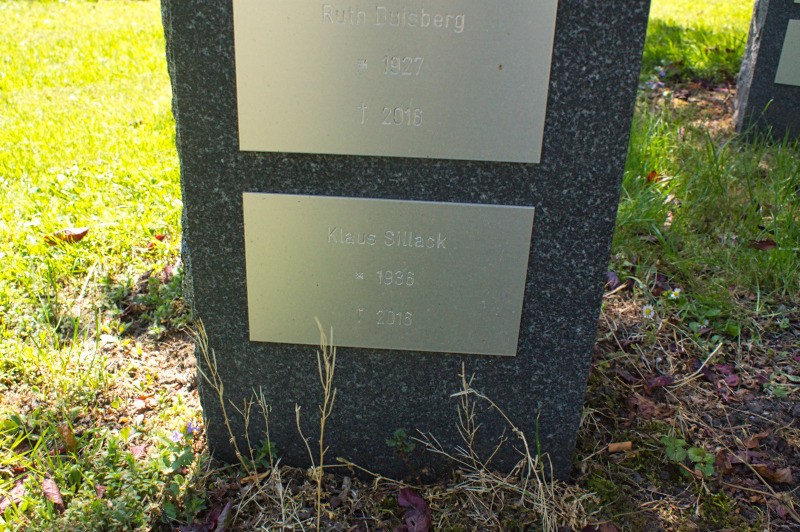 Ruth Duisberg
* 1927
† 2016
Klaus Sillack
* 1936
† 2016